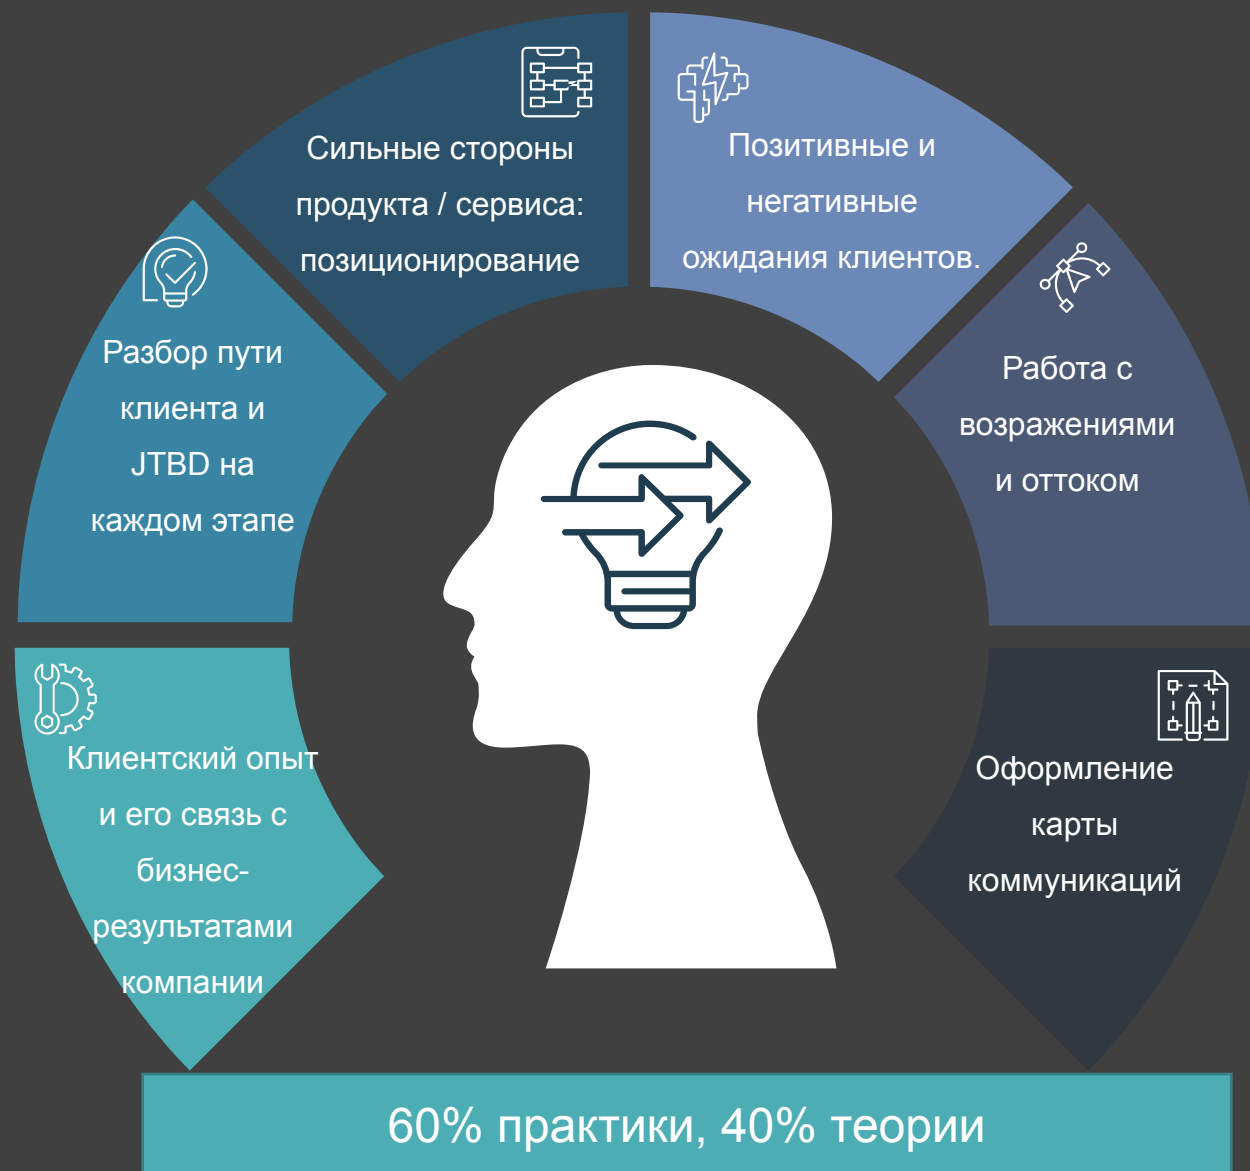 Сильные стороны
продукта / сервиса:
позиционирование
Позитивные и
негативные
ожидания клиентов.
Разбор пути
клиента и
JTBD на
каждом этапе
Работа с
возражениями
и оттоком
Клиентский опыт
и его связь с
бизнес-
результатами
компании
Оформление
карты
коммуникаций
60% практики, 40% теории